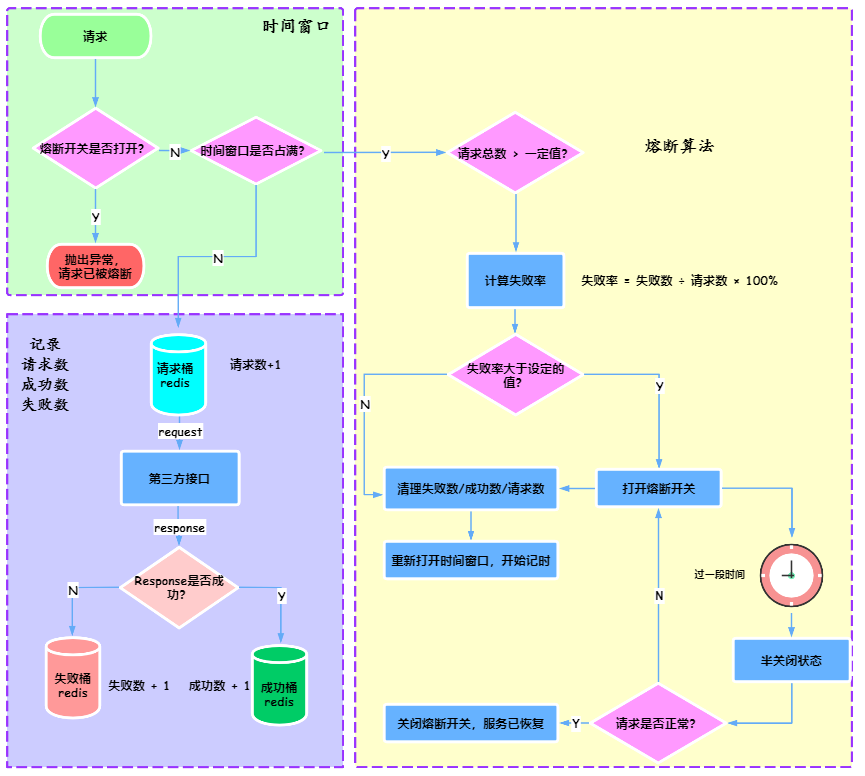 时间窗口
请求
熔断开关是否打开?
N
时间窗口是否占满?
y
y
抛出异常,
请求已被熔断
N
记录
请求数
成功数
失败数
请求桶
redis
请求数+1
request
第三方接口
response
Response是否成
功?
N
y
失败桶
redis
失败数 + 1
成功数 + 1
成功桶
redis
熔断算法
请求总数 > 一定值?
计算失败率
失败率 = 失败数 ÷ 请求数 × 100%
失败率大于设定的
值?
N
y
清理失败数/成功数/请求数
打开熔断开关
重新打开时间窗口，开始记时
过一段时间
N
半关闭状态
请求是否正常?
Y
关闭熔断开关，服务已恢复